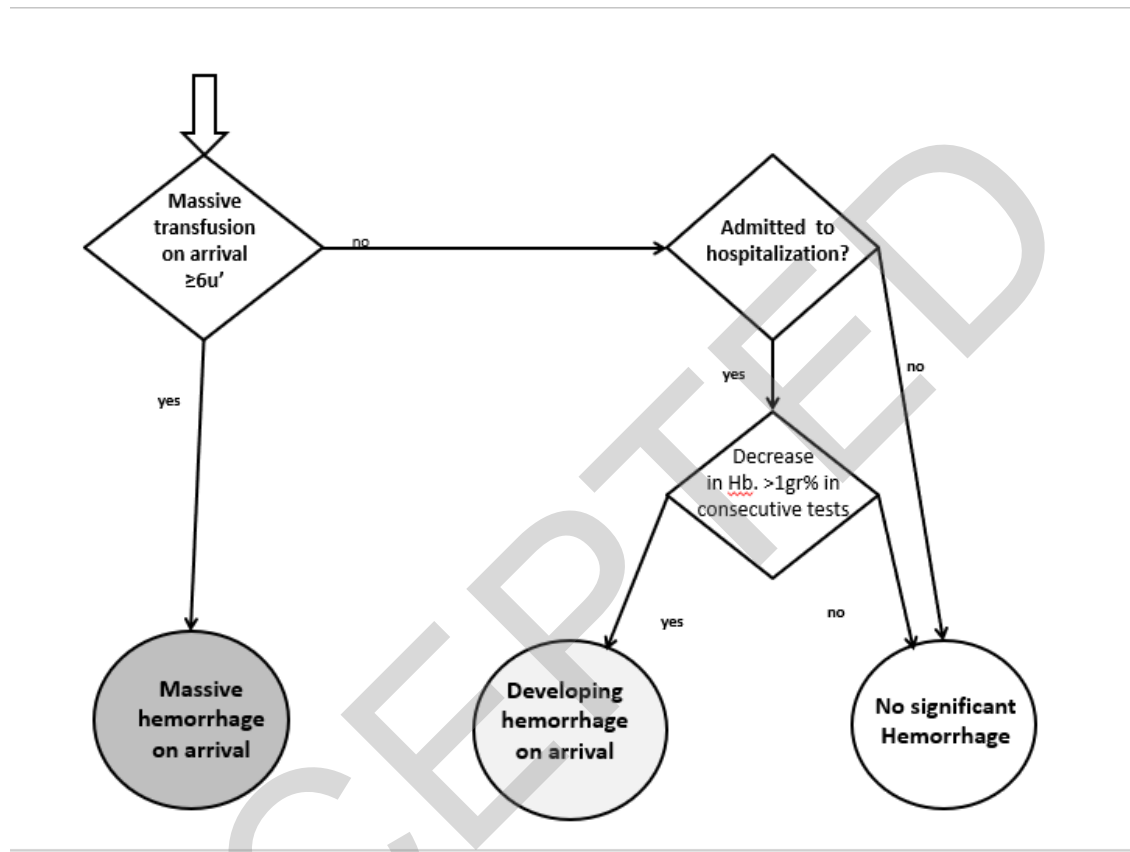 Massive
transfusion
on arrival
≥6u’
no
Admitted to
hospitalization?
yes
no
yes
Decrease
in Hb. >1gr% in
consecutive tests
yes
no
Massive
hemorrhage
on arrival
Developing
hemorrhage
on arrival
No significant
Hemorrhage
CEPTED